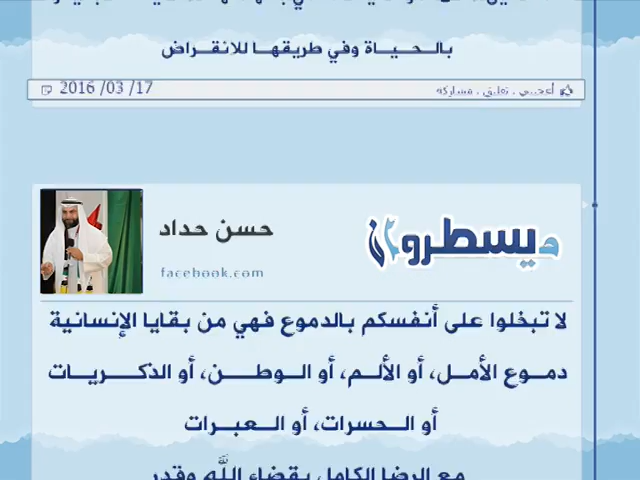 بالحياة وفي طريقها للانقراض
أعجبني . تعليق . مشاركة
2016 /03 /17
حسن حداد
facebook.com
لا تبخلوا على أنفسكم بالدموع فهي من بقايا الإنسانية
دموع الأمل، أو الألم، أو الوطن، أو الذكريات
أو الحسرات، أو العبرات
مع الرضا الكامل بقضاء اللَّه وقدر